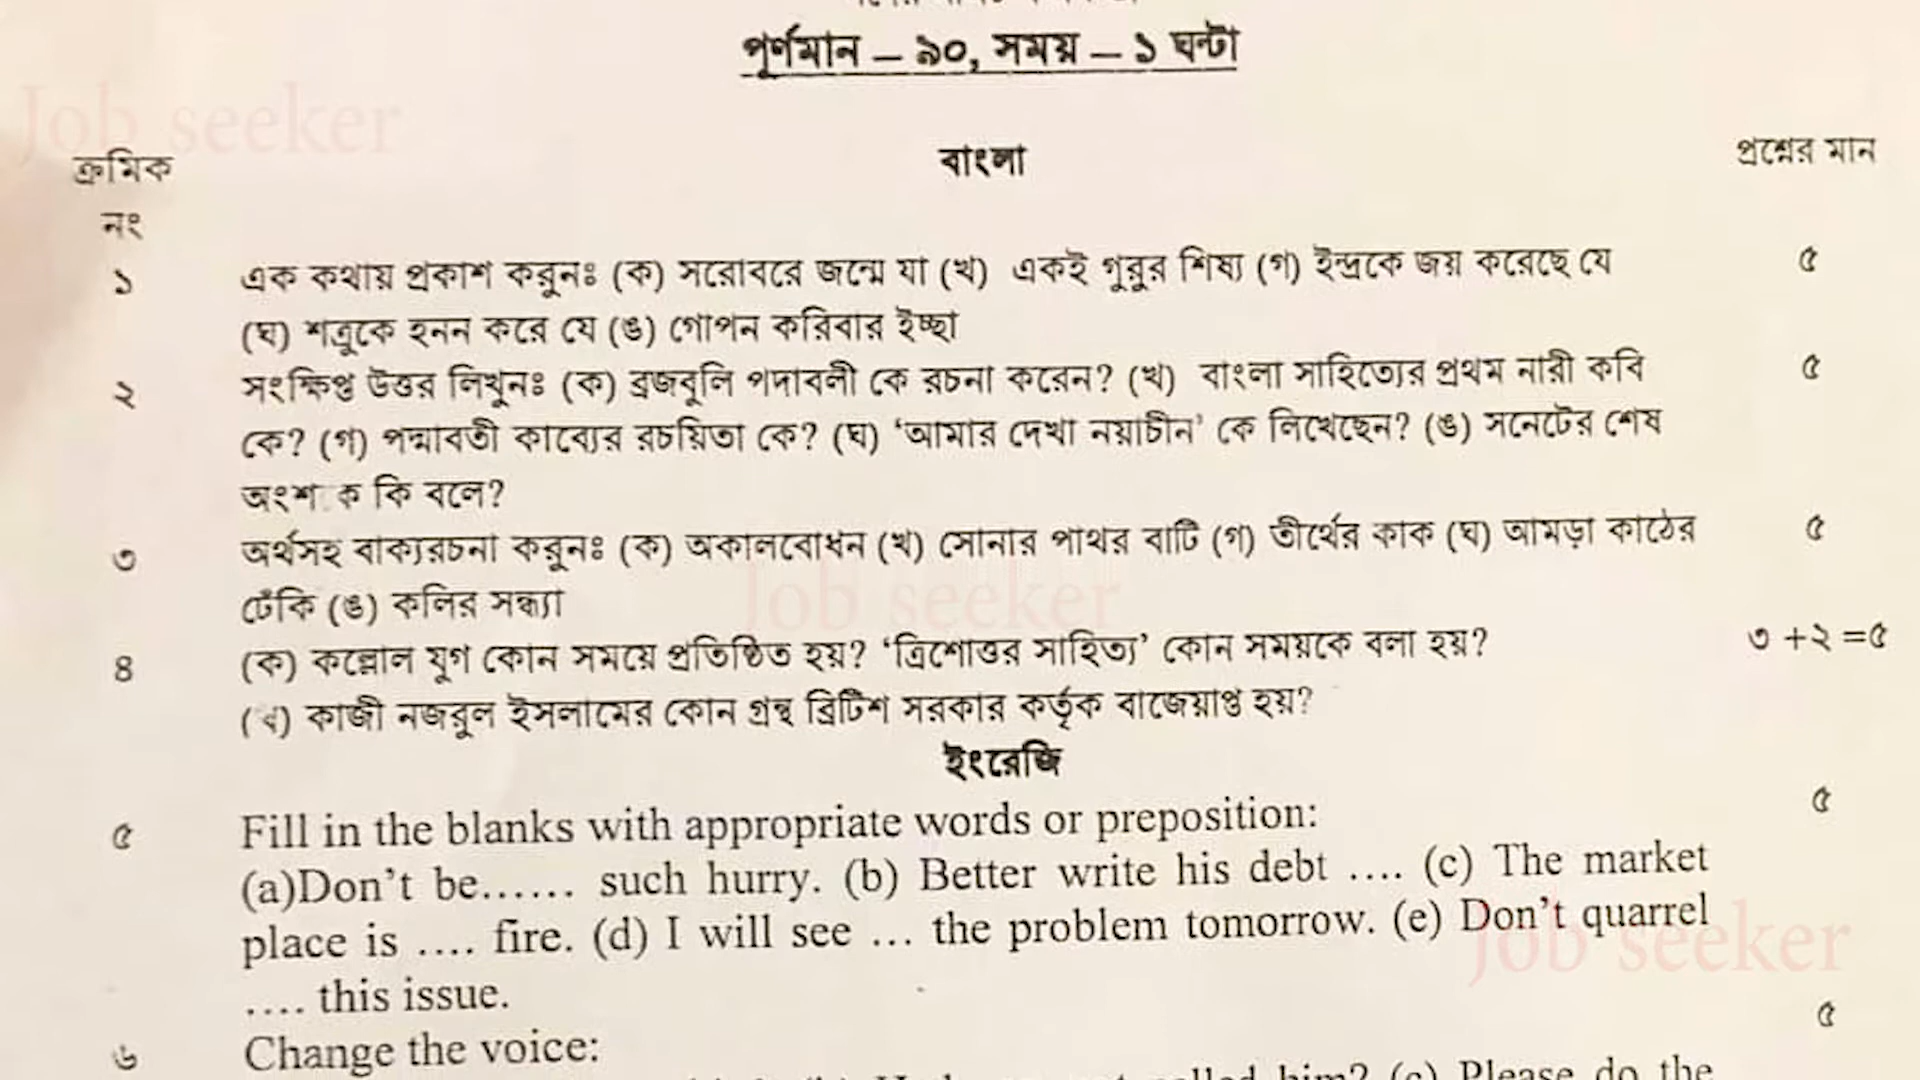 পূর্ণমান – ৯০, সময় – ১ ঘন্টা
Job seeker
ক্রমিক নং
বাংলা
প্রশ্নের মান
১ এক কথায় প্রকাশ করুনঃ (ক) সরোবরে জন্মে যা (খ) একই গুরুর শিষ্য (গ) ইন্দ্রকে জয় করেছে যে ৫
(ঘ) শত্রুকে হনন করে যে (ঙ) গোপন করিবার ইচ্ছা
২ সংক্ষিপ্ত উত্তর লিখুনঃ (ক) ব্রজবুলি পদাবলী কে রচনা করেন? (খ) বাংলা সাহিত্যের প্রথম নারী কবি ৫
কে? (গ) পদ্মাবতী কাব্যের রচয়িতা কে? (ঘ) ‘আমার দেখা নয়াচীন’ কে লিখেছেন? (ঙ) সনেটের শেষ
অংশ ক কি বলে?
৩ অর্থসহ বাক্যরচনা করুনঃ (ক) অকালবোধন (খ) সোনার পাথর বাটি (গ) তীর্থের কাক (ঘ) আমড়া কাঠের ৫
ঢেঁকি (ঙ) কলির সন্ধ্যা
Job seeker
৪ (ক) কল্লোল যুগ কোন সময়ে প্রতিষ্ঠিত হয়? ‘ত্রিশোত্তর সাহিত্য’ কোন সময়কে বলা হয়? ৩ +২ =৫
(খ) কাজী নজরুল ইসলামের কোন গ্রন্থ ব্রিটিশ সরকার কর্তৃক বাজেয়াপ্ত হয়?
ইংরেজি
৫ Fill in the blanks with appropriate words or preposition: ৫
(a)Don’t be...... such hurry. (b) Better write his debt .... (c) The market
place is .... fire. (d) I will see ... the problem tomorrow. (e) Don’t quarrel
.... this issue.
Job seeker
৬ Change the voice: ৫
him? (c) Please do the